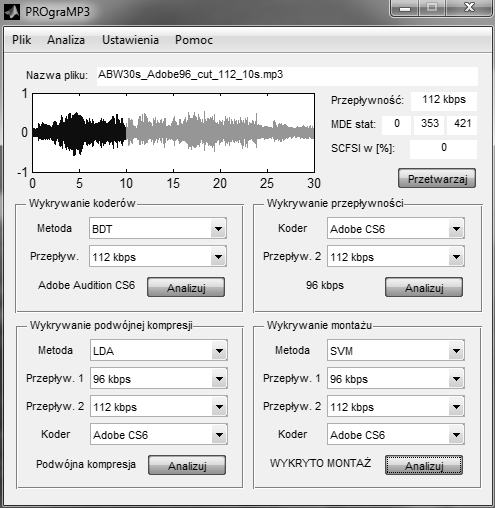 PROgraMP3
Plik Analiza Ustawienia Pomoc
Nazwa pliku: ABW30s_Adobe96_cut_112_10s.mp3
1
0
-1
0 5 10 15 20 25 30
Przepływność: 112 kbps
MDE stat: 0 353 421
SCFSI w [%]: 0
Przetwarzaj
Wykrywanie koderów
Metoda BDT
Przepływ. 112 kbps
Adobe Audition CS6 Analizuj
Wykrywanie przepływności
Koder Adobe CS6
Przepływ. 2 112 kbps
96 kbps Analizuj
Wykrywanie podwójnej kompresji
Metoda LDA
Przepływ. 1 96 kbps
Przepływ. 2 112 kbps
Koder Adobe CS6
Podwójna kompresja Analizuj
Wykrywanie montażu
Metoda SVM
Przepływ. 1 96 kbps
Przepływ. 2 112 kbps
Koder Adobe CS6
WYKRYTO MONTAŻ Analizuj